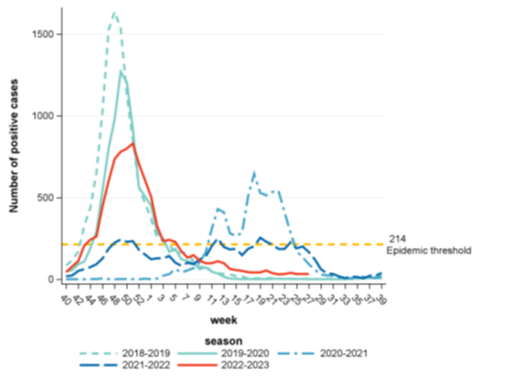 Number of positive cases
1500
1000
500
0
214
Epidemic threshold
40 42 44 46 48 50 52 1 3 5 7 9 11 13 15 17 19 21 23 25 27 29 31 33 35 37 39
week
season
2018-2019 2019-2020 2020-2021
2021-2022 2022-2023